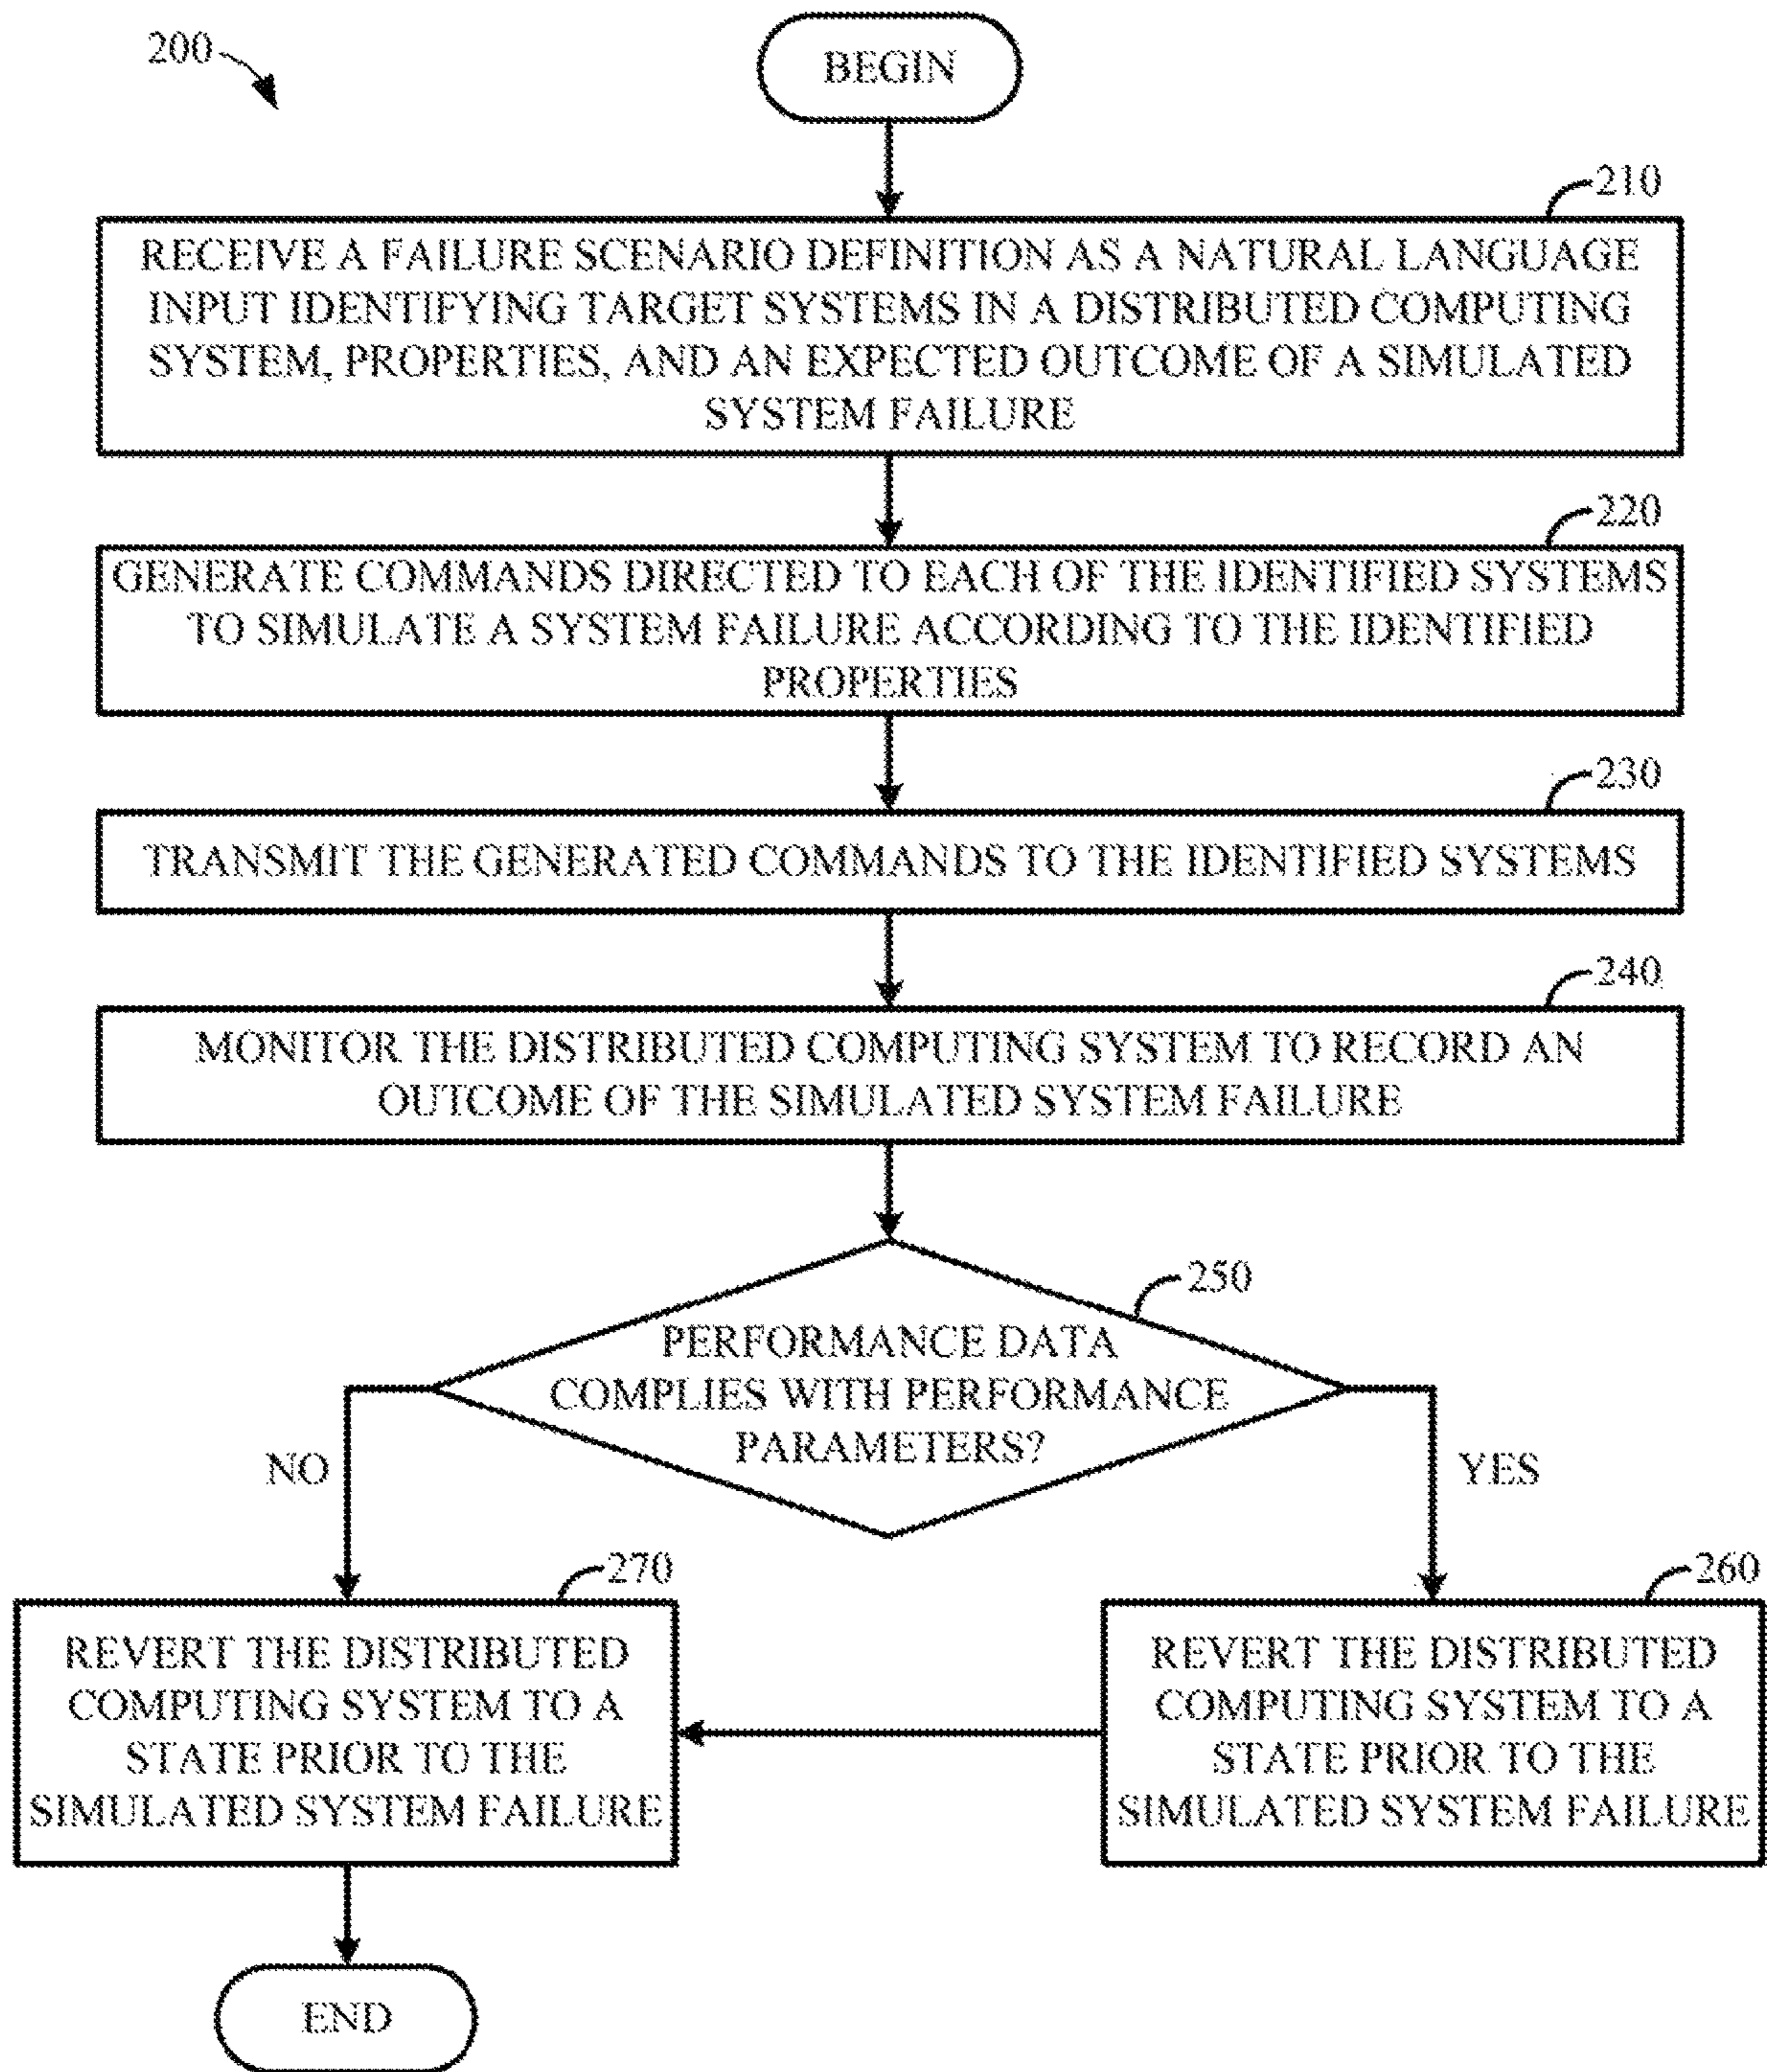 200
BEGIN
210
RECEIVE A FAILURE SCENARIO DEFINITION AS A NATURAL LANGUAGE
INPUT IDENTIFYING TARGET SYSTEMS IN A DISTRIBUTED COMPUTING
SYSTEM, PROPERTIES, AND AN EXPECTED OUTCOME OF A SIMULATED
SYSTEM FAILURE
220
GENERATE COMMANDS DIRECTED TO EACH OF THE IDENTIFIED SYSTEMS
TO SIMULATE A SYSTEM FAILURE ACCORDING TO THE IDENTIFIED
PROPERTIES
230
TRANSMIT THE GENERATED COMMANDS TO THE IDENTIFIED SYSTEMS
240
MONITOR THE DISTRIBUTED COMPUTING SYSTEM TO RECORD AN
OUTCOME OF THE SIMULATED SYSTEM FAILURE
250
PERFORMANCE DATA
COMPLIES WITH PERFORMANCE
PARAMETERS?
NO
YES
270
REVERT THE DISTRIBUTED
COMPUTING SYSTEM TO A
STATE PRIOR TO THE
SIMULATED SYSTEM FAILURE
260
REVERT THE DISTRIBUTED
COMPUTING SYSTEM TO A
STATE PRIOR TO THE
SIMULATED SYSTEM FAILURE
END